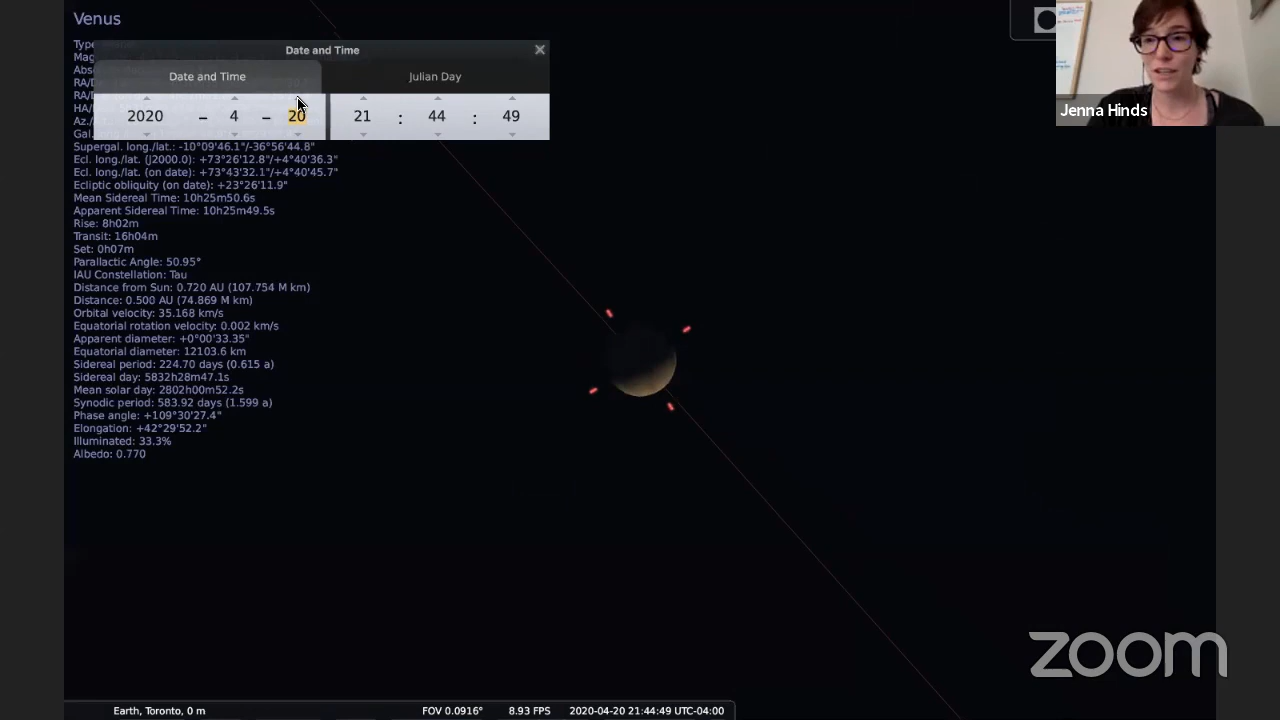 Venus
Date and Time
Date and Time
Julian Day
2020 – 4 – 20 21 : 44 : 49
Supergal. long./lat.: -10°09'46.1"/-36°56'44.8"
Ecl. long./lat. (J2000.0): +73°26'12.8"/+4°40'36.3"
Ecl. long./lat. (on date): +73°43'32.1"/+4°40'45.7"
Ecliptic obliquity (on date): +23°26'11.9"
Mean Sidereal Time: 10h25m50.6s
Apparent Sidereal Time: 10h25m49.5s
Rise: 8h02m
Transit: 16h04m
Set: 0h07m
Parallactic Angle: 50.95°
IAU Constellation: Tau
Distance from Sun: 0.720 AU (107.754 M km)
Distance: 0.500 AU (74.869 M km)
Orbital velocity: 35.168 km/s
Equatorial rotation velocity: 0.002 km/s
Apparent diameter: +0°00'33.35"
Equatorial diameter: 12103.6 km
Sidereal period: 224.70 days (0.615 a)
Sidereal day: 5832h28m47.1s
Mean solar day: 2802h00m52.2s
Synodic period: 583.92 days (1.599 a)
Phase angle: +109°30'27.4"
Elongation: +42°29'52.2"
Illuminated: 33.3%
Albedo: 0.770
Jenna Hinds
zoom
Earth, Toronto, 0 m FOV 0.0916° 8.93 FPS 2020-04-20 21:44:49 UTC-04:00